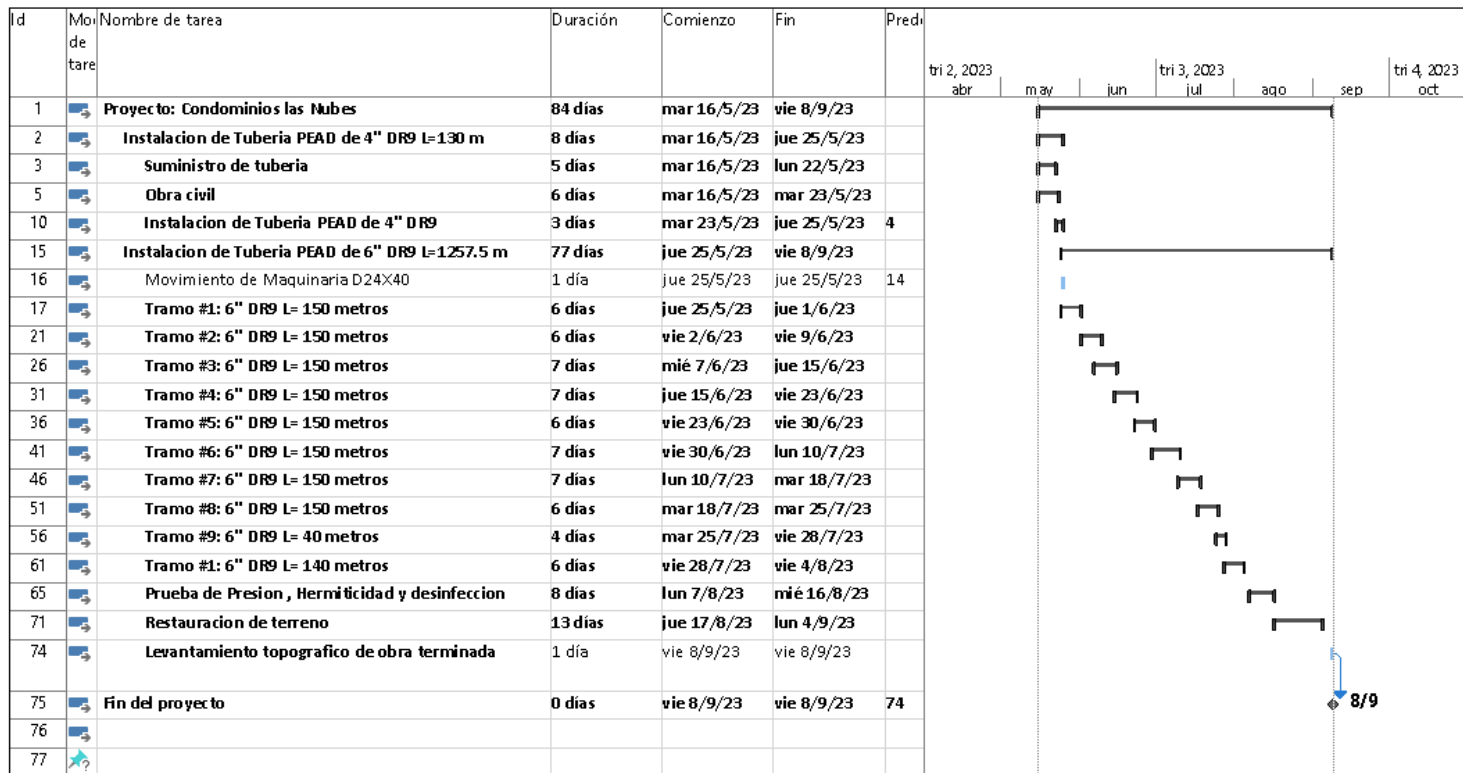 Id Mo de tare Nombre de tarea Duración Comienzo Fin Pred
tri 2, 2023 tri 3, 2023 tri 4, 2023
abr may jun jul ago sep oct
1 Proyecto: Condominios las Nubes 84 días mar 16/5/23 vie 8/9/23
2 Instalacion de Tuberia PEAD de 4" DR9 L=130 m 8 días mar 16/5/23 jue 25/5/23
3 Suministro de tuberia 5 días mar 16/5/23 lun 22/5/23
5 Obra civil 6 días mar 16/5/23 mar 23/5/23
10 Instalacion de Tuberia PEAD de 4" DR9 3 días mar 23/5/23 jue 25/5/23 4
15 Instalacion de Tuberia PEAD de 6" DR9 L=1257.5 m 77 días jue 25/5/23 vie 8/9/23
16 Movimiento de Maquinaria D24X40 1 día jue 25/5/23 jue 25/5/23 14
17 Tramo #1: 6" DR9 L= 150 metros 6 días jue 25/5/23 jue 1/6/23
21 Tramo #2: 6" DR9 L= 150 metros 6 días vie 2/6/23 vie 9/6/23
26 Tramo #3: 6" DR9 L= 150 metros 7 días mié 7/6/23 jue 15/6/23
31 Tramo #4: 6" DR9 L= 150 metros 7 días jue 15/6/23 vie 23/6/23
36 Tramo #5: 6" DR9 L= 150 metros 6 días vie 23/6/23 vie 30/6/23
41 Tramo #6: 6" DR9 L= 150 metros 7 días vie 30/6/23 lun 10/7/23
46 Tramo #7: 6" DR9 L= 150 metros 7 días lun 10/7/23 mar 18/7/23
51 Tramo #8: 6" DR9 L= 150 metros 6 días mar 18/7/23 mar 25/7/23
56 Tramo #9: 6" DR9 L= 40 metros 4 días mar 25/7/23 vie 28/7/23
61 Tramo #1: 6" DR9 L= 140 metros 6 días vie 28/7/23 vie 4/8/23
65 Prueba de Presion , Hermiticidad y desinfeccion 8 días lun 7/8/23 mié 16/8/23
71 Restauracion de terreno 13 días jue 17/8/23 lun 4/9/23
74 Levantamiento topografico de obra terminada 1 día vie 8/9/23 vie 8/9/23
75 Fin del proyecto 0 días vie 8/9/23 vie 8/9/23 74 8/9
76
77 ?